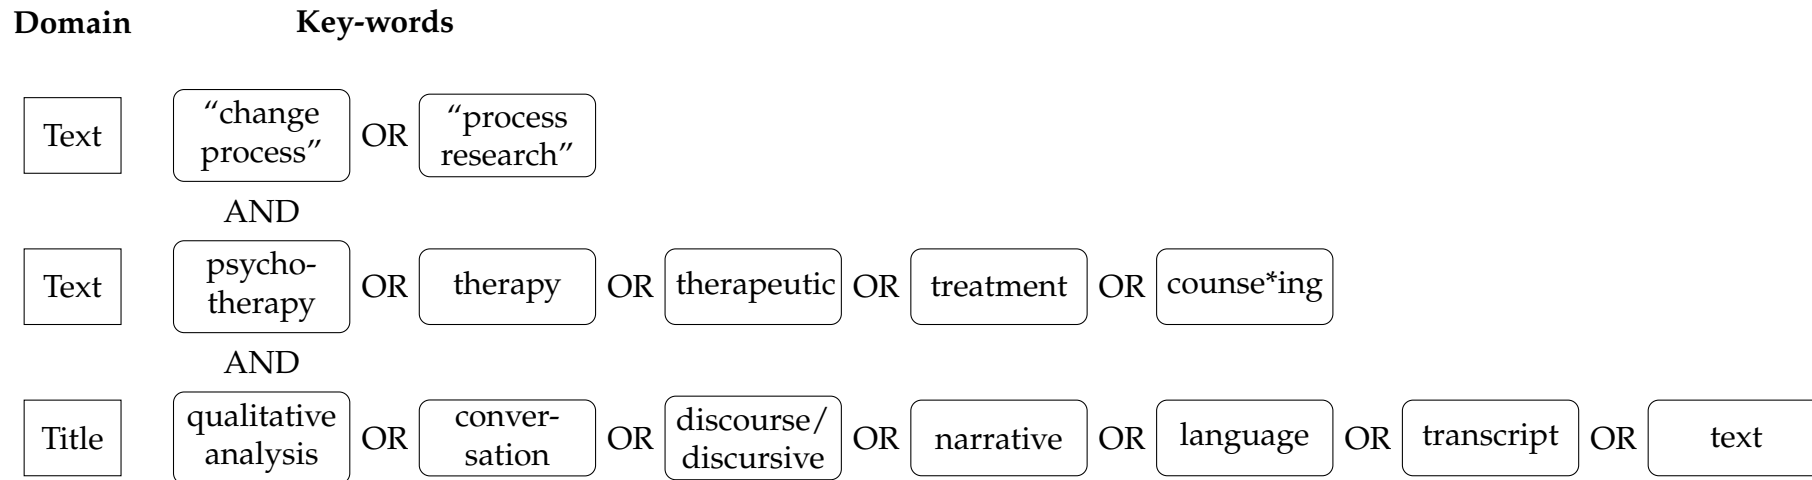 Domain Key-words
Text “change process” OR “process research”
AND
Text psycho-therapy OR therapy OR therapeutic OR treatment OR counse*ing
AND
Title qualitative analysis OR conver-sation OR discourse/discursive OR narrative OR language OR transcript OR text